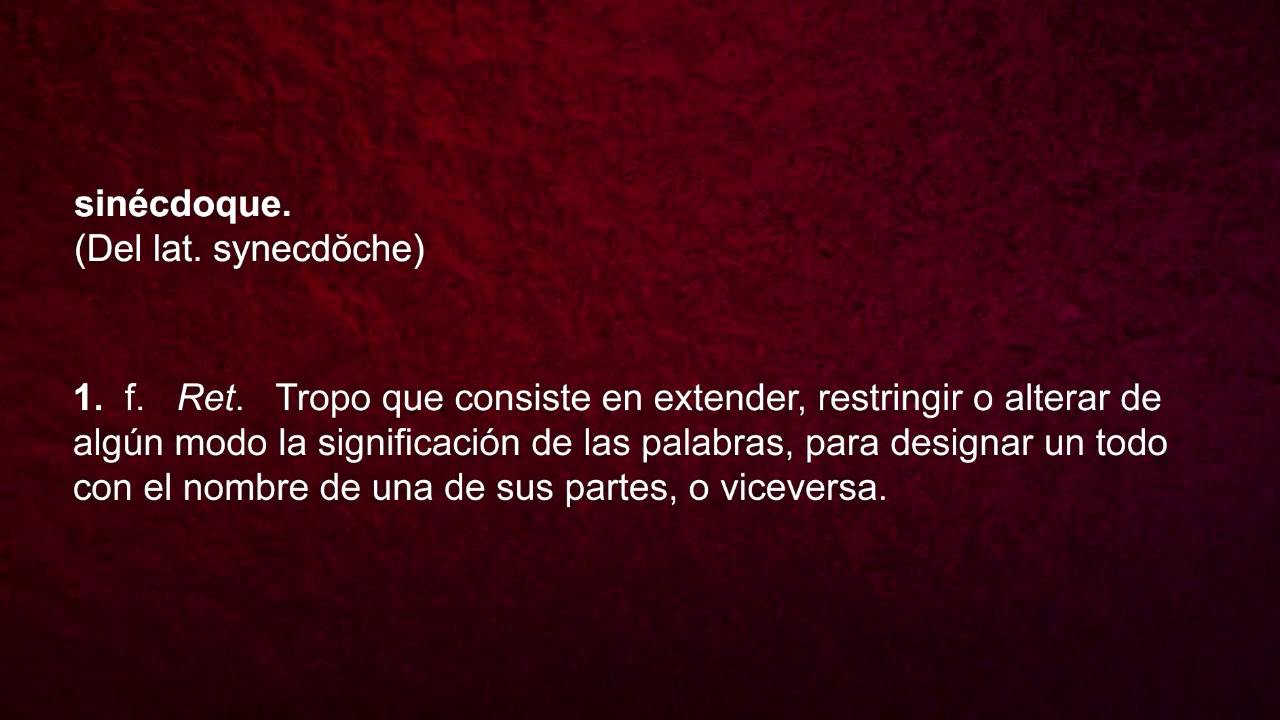 sinécdoque.
(Del lat. synecdŏche)
1. f. Ret. Tropo que consiste en extender, restringir o alterar de
algún modo la significación de las palabras, para designar un todo
con el nombre de una de sus partes, o viceversa.